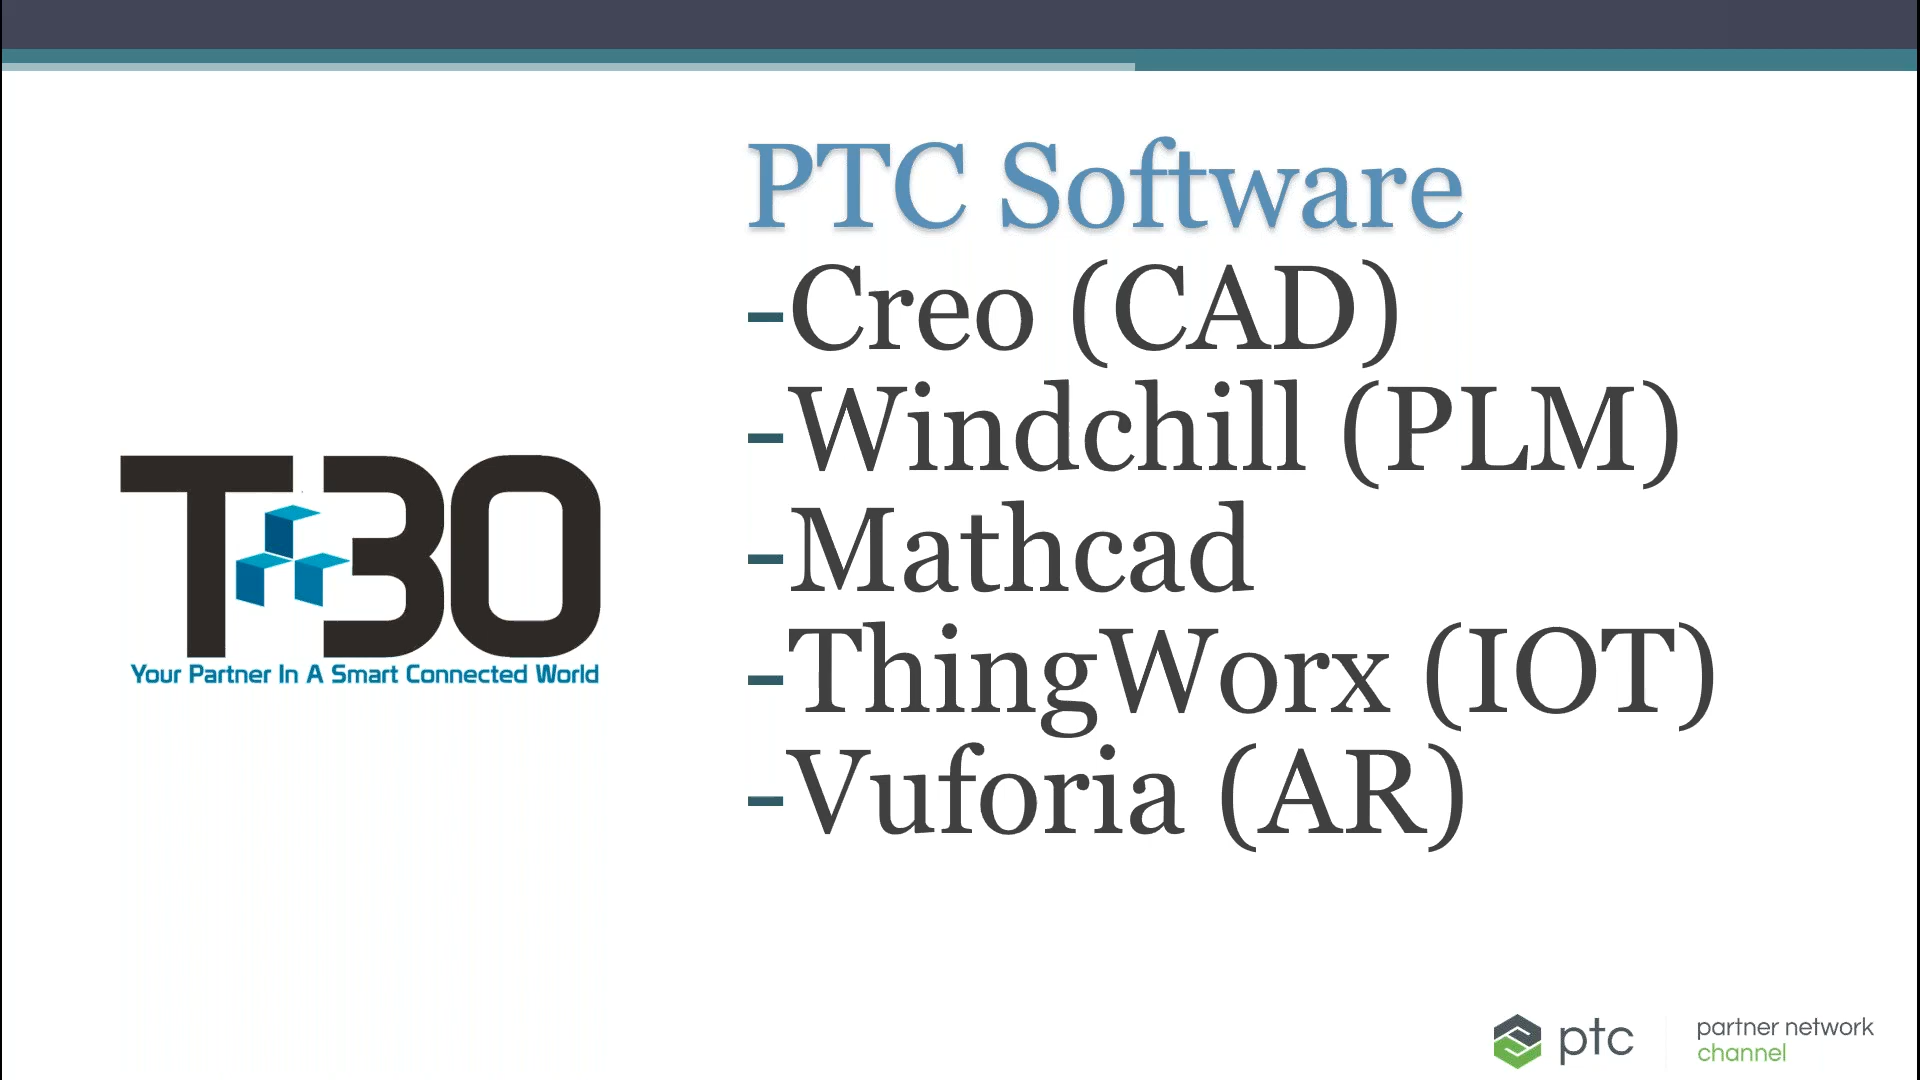 PTC Software
-Creo (CAD)
-Windchill (PLM)
-Mathcad
-ThingWorx (IOT)
-Vuforia (AR)
T30
Your Partner In A Smart Connected World
ptc
partner network
channel